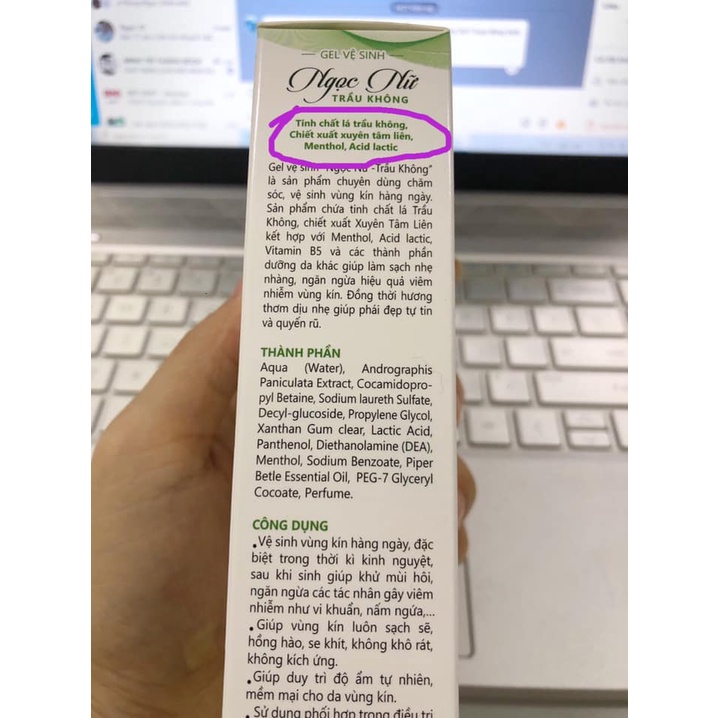 GEL VỆ SINH
Ngọc Nữ
TRẦU KHÔNG
Tinh chất lá trầu không,
Chiết xuất xuyên tâm liên,
Menthol, Acid lactic
Gel vệ sinh "Ngọc Nữ -Trầu Không"
là sản phẩm chuyên dùng chăm
sóc, vệ sinh vùng kín hàng ngày.
Sản phẩm chứa tinh chất lá Trầu
Không, chiết xuất Xuyên Tâm Liên
kết hợp với Menthol, Acid lactic,
Vitamin B5 và các thành phần
dưỡng da khác giúp làm sạch nhẹ
nhàng, ngăn ngừa hiệu quả viêm
nhiễm vùng kín. Đồng thời hương
thơm dịu nhẹ giúp phái đẹp tự tin
và quyến rũ.
THÀNH PHẦN
Aqua (Water), Andrographis
Paniculata Extract, Cocamidopro-
pyl Betaine, Sodium laureth Sulfate,
Decyl-glucoside, Propylene Glycol,
Xanthan Gum clear, Lactic Acid,
Panthenol, Diethanolamine (DEA),
Menthol, Sodium Benzoate, Piper
Betle Essential Oil, PEG-7 Glyceryl
Cocoate, Perfume.
CÔNG DỤNG
•Vệ sinh vùng kín hàng ngày, đặc
biệt trong thời kì kinh nguyệt,
sau khi sinh giúp khử mùi hôi,
ngăn ngừa các tác nhân gây viêm
nhiễm như vi khuẩn, nấm ngứa,...
•Giúp vùng kín luôn sạch sẽ,
hồng hào, se khít, không khô rát,
không kích ứng.
•Giúp duy trì độ ẩm tự nhiên,
mềm mại cho da vùng kín.
• Sử dụng phối hợp trong điều trị